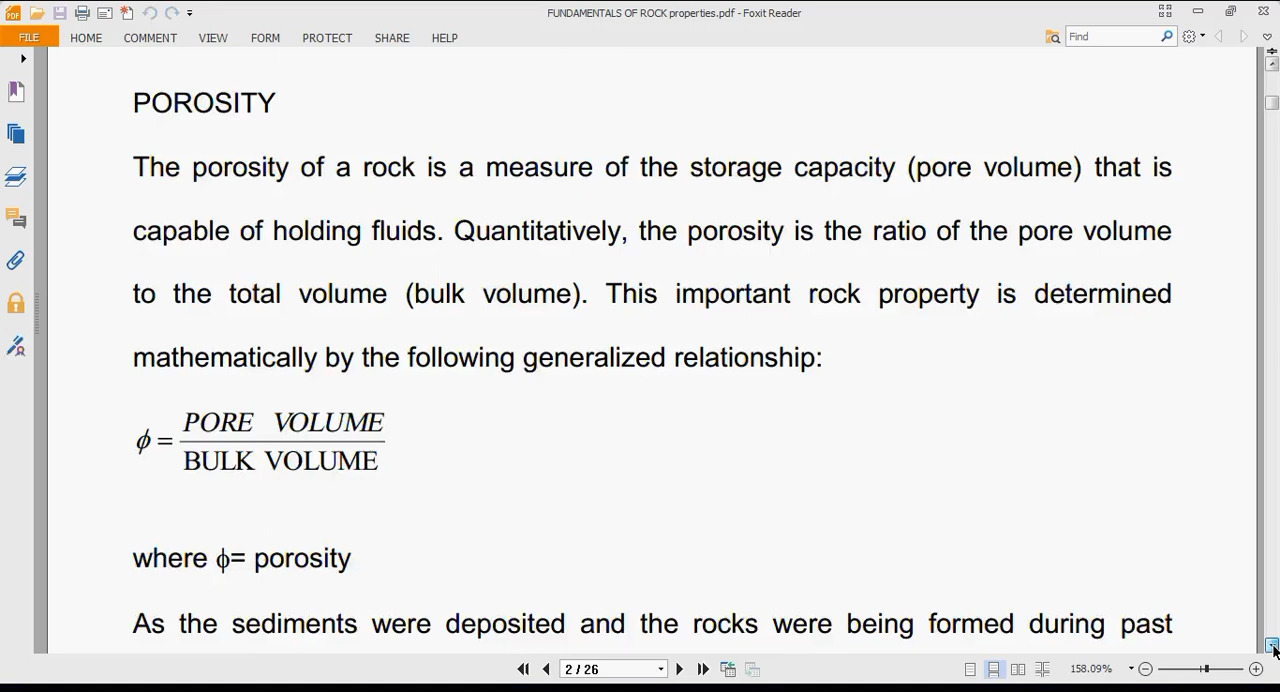 FUNDAMENTALS OF ROCK properties.pdf - Foxit Reader
FILE HOME COMMENT VIEW FORM PROTECT SHARE HELP Find
POROSITY
The porosity of a rock is a measure of the storage capacity (pore volume) that is
capable of holding fluids. Quantitatively, the porosity is the ratio of the pore volume
to the total volume (bulk volume). This important rock property is determined
mathematically by the following generalized relationship:
ϕ = PORE VOLUME
BULK VOLUME
where ϕ= porosity
As the sediments were deposited and the rocks were being formed during past
2 / 26 158.09%